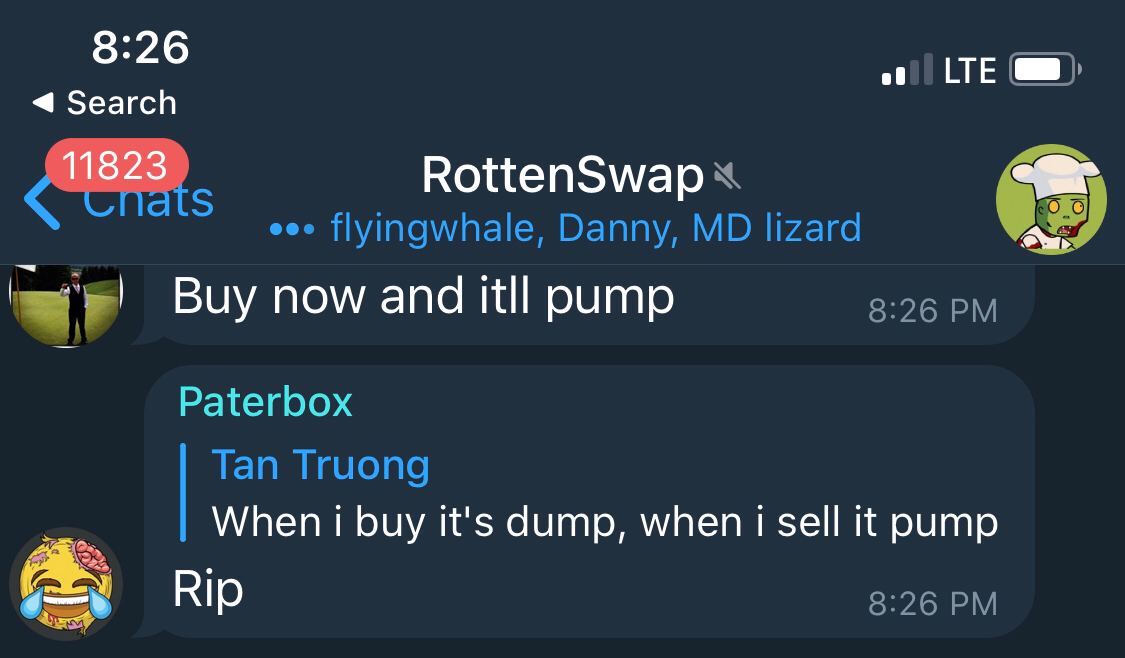 8:26
LTE
Search
11823
Chats
RottenSwap
flyingwhale, Danny, MD lizard
Buy now and itll pump
8:26 PM
Paterbox
Tan Truong
When i buy it's dump, when i sell it pump
Rip
8:26 PM